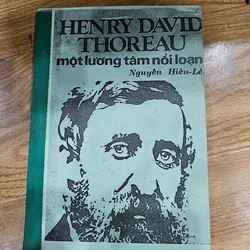 HENRY DAVID
THOREAU
một lương tâm nổi loạn
Nguyễn Hiến-Lê